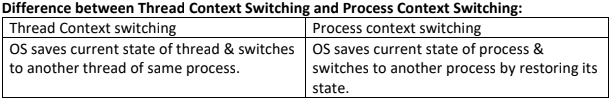 Difference between Thread Context Switching and Process Context Switching:
Thread Context switching
Process context switching
OS saves current state of thread & switches
to another thread of same process.
OS saves current state of process &
switches to another process by restoring its
state.